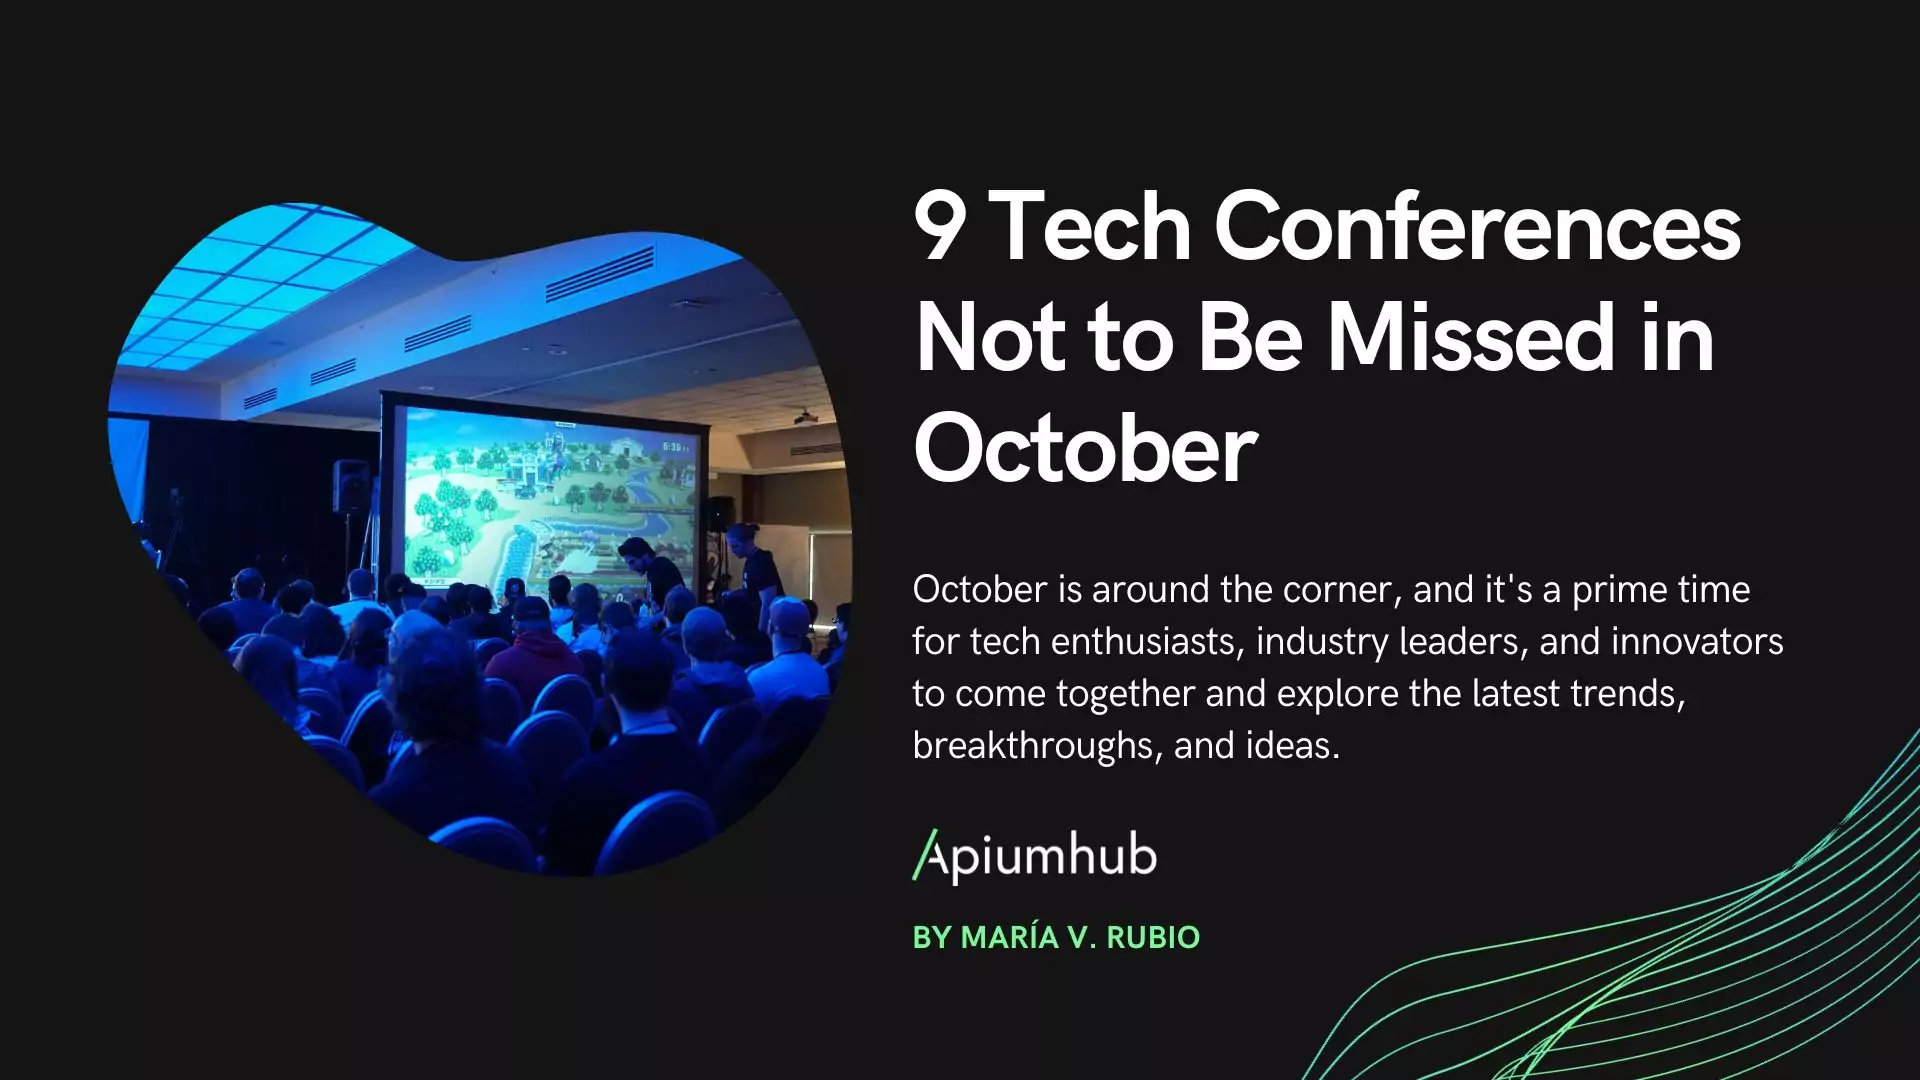 9 Tech Conferences
Not to Be Missed in
October
October is around the corner, and it's a prime time
for tech enthusiasts, industry leaders, and innovators
to come together and explore the latest trends,
breakthroughs, and ideas.
Apiumhub
BY MARÍA V. RUBIO